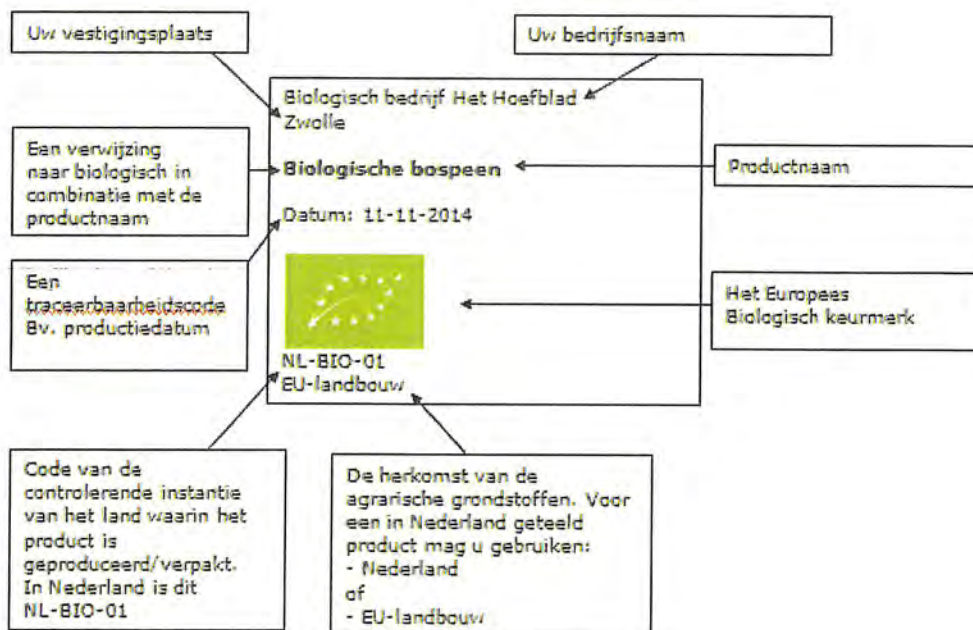 Uw vestigingsplaats
Uw bedrijfsnaam
Biologisch bedrijf Het Hoefblad
Zwolle
Een verwijzing
naar biologisch in
combinatie met de
productnaam
Biologische bospeen
Productnaam
Datum: 11-11-2014
Een
traceerbaarheidscode
Bv. productiedatum
Het Europees
Biologisch keurmerk
NL-BIO-01
EU-landbouw
Code van de
controlerende instantie
van het land waarin het
product is
geproduceerd/verpakt.
In Nederland is dit
NL-BIO-01
De herkomst van de
agrarische grondstoffen. Voor
een in Nederland geteeld
product mag u gebruiken:
- Nederland
of
- EU-landbouw